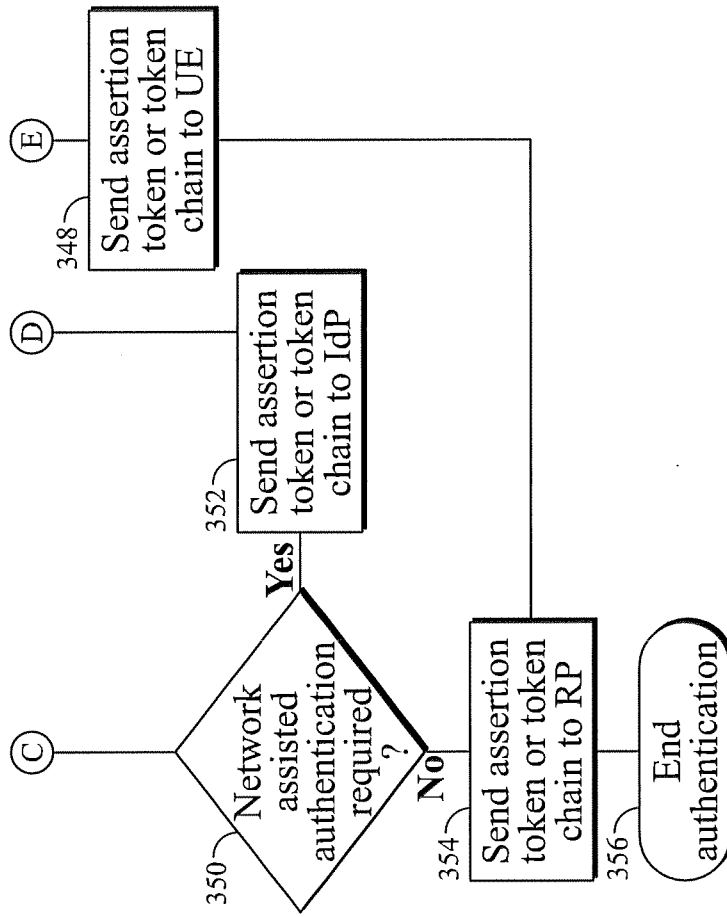 C
D
E
350
Network
assisted
authentication
required
?
Yes
No
352
Send assertion
token or token
chain to IdP
348
Send assertion
token or token
chain to UE
354
Send assertion
token or token
chain to RP
356
End
authentication